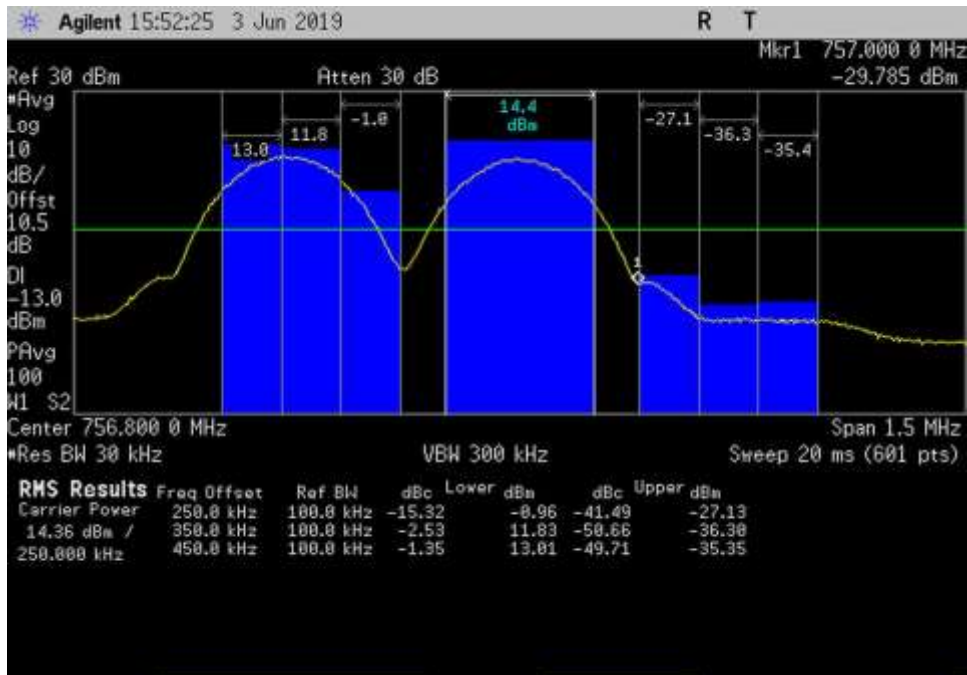 Agilent 15:52:25 3 Jun 2019 R T
Mkr1 757.000 0 MHz
Ref 30 dBm Atten 30 dB -29.785 dBm
#Avg
Log
10
dB/
Offst
10.5
dB
DI
-13.0
dBm
PAvg
100
W1 S2
13.0
11.8
-1.0
14.4
dBm
-27.1
-36.3
-35.4
1
Center 756.800 0 MHz Span 1.5 MHz
#Res BW 30 kHz VBW 300 kHz Sweep 20 ms (601 pts)
RMS Results Freq Offset Ref BW dBc Lower dBm dBc Upper dBm
Carrier Power 250.0 kHz 100.0 kHz -15.32 -0.96 -41.49 -27.13
14.36 dBm / 350.0 kHz 100.0 kHz -2.53 11.83 -50.66 -36.30
250.000 kHz 450.0 kHz 100.0 kHz -1.35 13.01 -49.71 -35.35